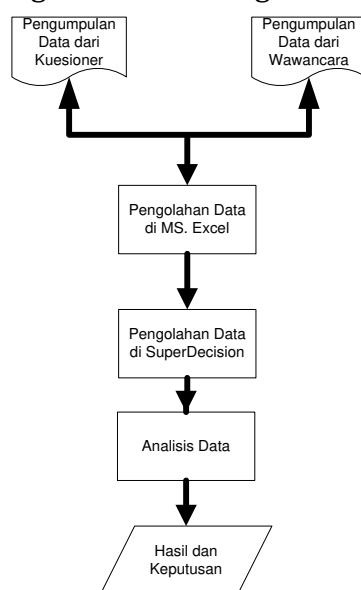 Pengumpulan
Data dari
Kuesioner
Pengumpulan
Data dari
Wawancara
Pengolahan Data
di MS. Excel
Pengolahan Data
di SuperDecision
Analisis Data
Hasil dan
Keputusan